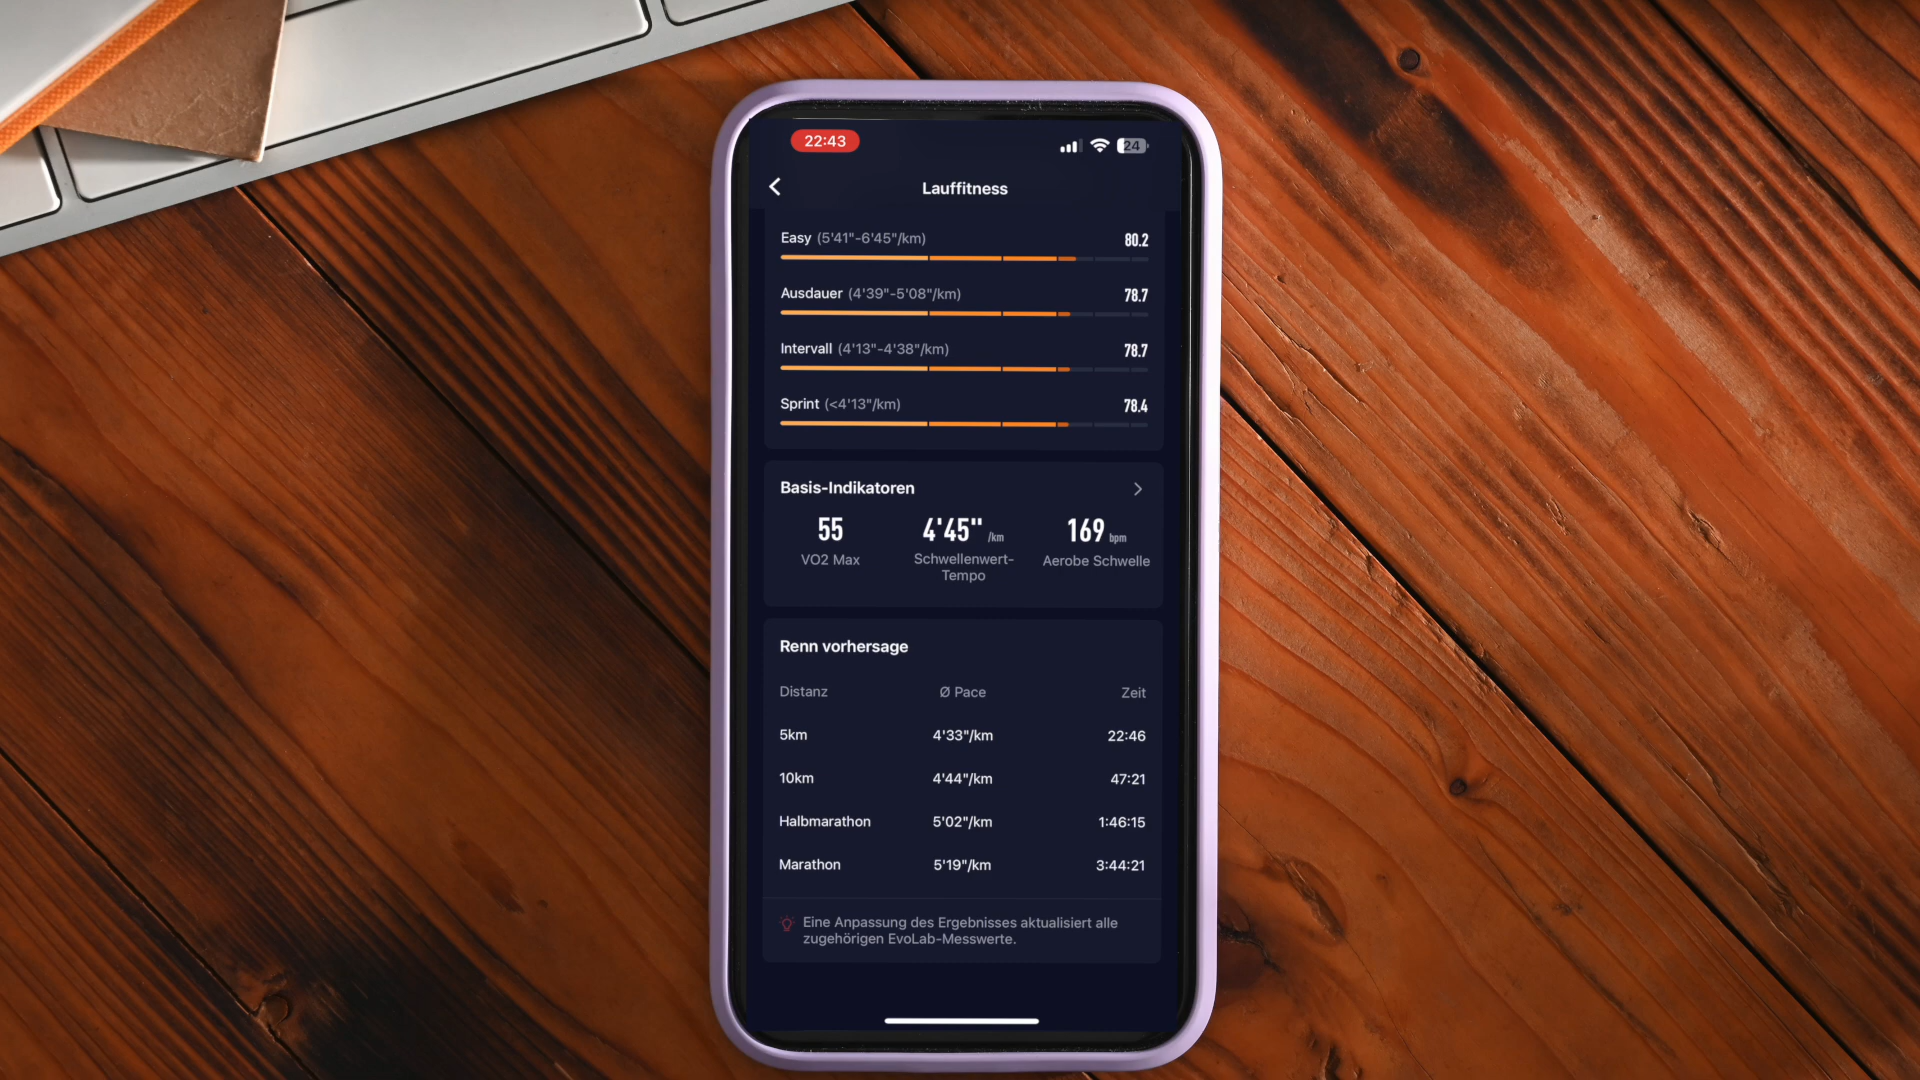 22:43
24
Lauffitness
Easy (5'41"-6'45"/km) 80.2
Ausdauer (4'39"-5'08"/km) 78.7
Intervall (4'13"-4'38"/km) 78.7
Sprint (<4'13"/km) 78.4
Basis-Indikatoren
55 4'45" /km 169 bpm
VO2 Max Schwellenwert- Aerobe Schwelle
Tempo
Renn vorhersage
Distanz Ø Pace Zeit
5km 4'33"/km 22:46
10km 4'44"/km 47:21
Halbmarathon 5'02"/km 1:46:15
Marathon 5'19"/km 3:44:21
Eine Anpassung des Ergebnisses aktualisiert alle
zugehörigen EvoLab-Messwerte.